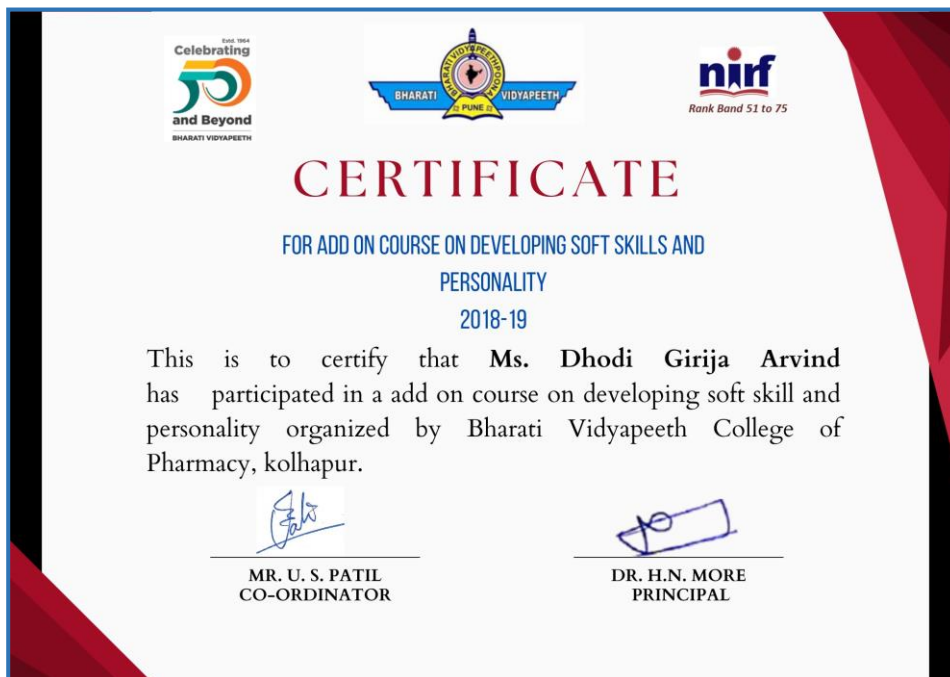 Estd. 1964
Celebrating
50
and Beyond
BHARATI VIDYAPEETH
BHARATI VIDYAPEETH POONA
BHARATI VIDYAPEETH
PUNE
nirf
Rank Band 51 to 75
CERTIFICATE
FOR ADD ON COURSE ON DEVELOPING SOFT SKILLS AND
PERSONALITY
2018-19
This is to certify that Ms. Dhodi Girija Arvind
has participated in a add on course on developing soft skill and
personality organized by Bharati Vidyapeeth College of
Pharmacy, kolhapur.
MR. U. S. PATIL
CO-ORDINATOR
DR. H.N. MORE
PRINCIPAL